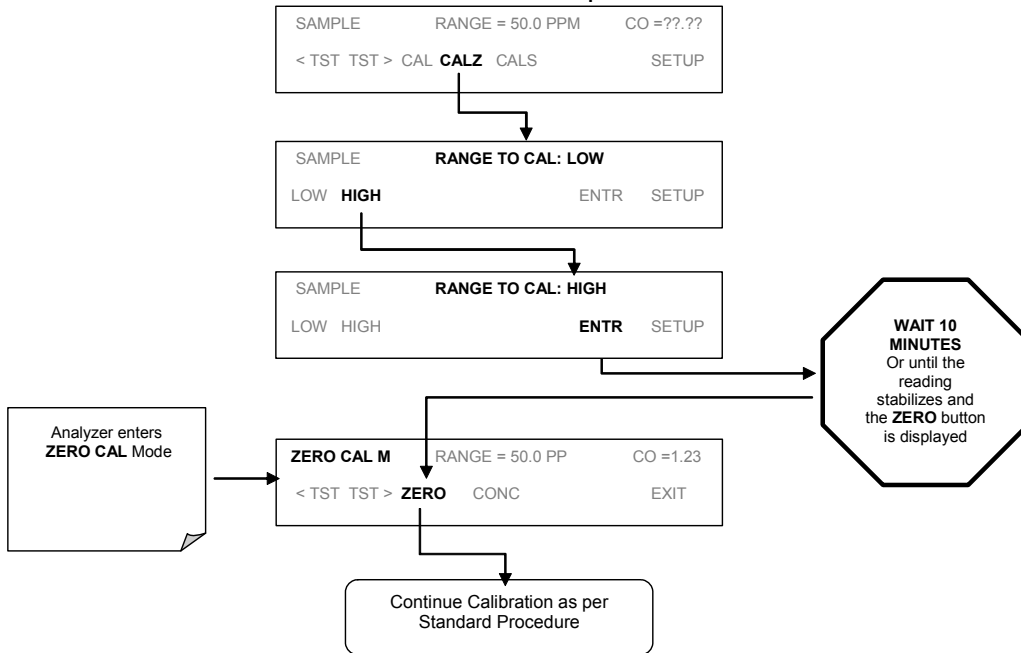 SAMPLE RANGE = 50.0 PPM CO =??.??
< TST TST > CAL CALZ CALS SETUP
SAMPLE RANGE TO CAL: LOW
LOW HIGH ENTR SETUP
SAMPLE RANGE TO CAL: HIGH
LOW HIGH ENTR SETUP
WAIT 10
MINUTES
Or until the
reading
stabilizes and
the ZERO button
is displayed
Analyzer enters
ZERO CAL Mode
ZERO CAL M RANGE = 50.0 PP CO =1.23
< TST TST > ZERO CONC EXIT
Continue Calibration as per
Standard Procedure